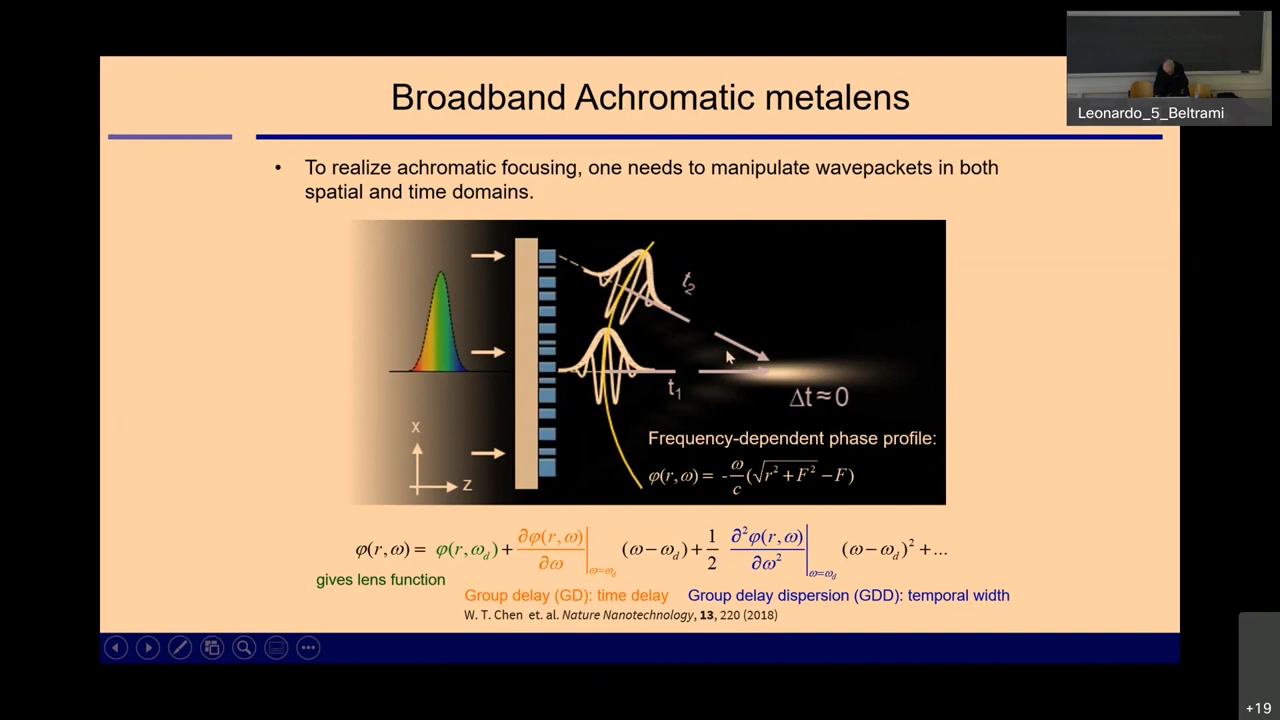 Broadband Achromatic metalens
Leonardo_5_Beltrami
• To realize achromatic focusing, one needs to manipulate wavepackets in both
spatial and time domains.
t₂
t₁
Δt≈0
x
z
Frequency-dependent phase profile:
φ(r,ω) = -ω/c(√(r²+F²) −F)
φ(r,ω) = φ(r,ω_d)+ ∂φ(r,ω)/∂ω|_ω=ω_d (ω−ω_d)+ 1/2 ∂²φ(r,ω)/∂ω²|_ω=ω_d (ω−ω_d)²+...
gives lens function
Group delay (GD): time delay
Group delay dispersion (GDD): temporal width
W. T. Chen et. al. Nature Nanotechnology, 13, 220 (2018)
+19